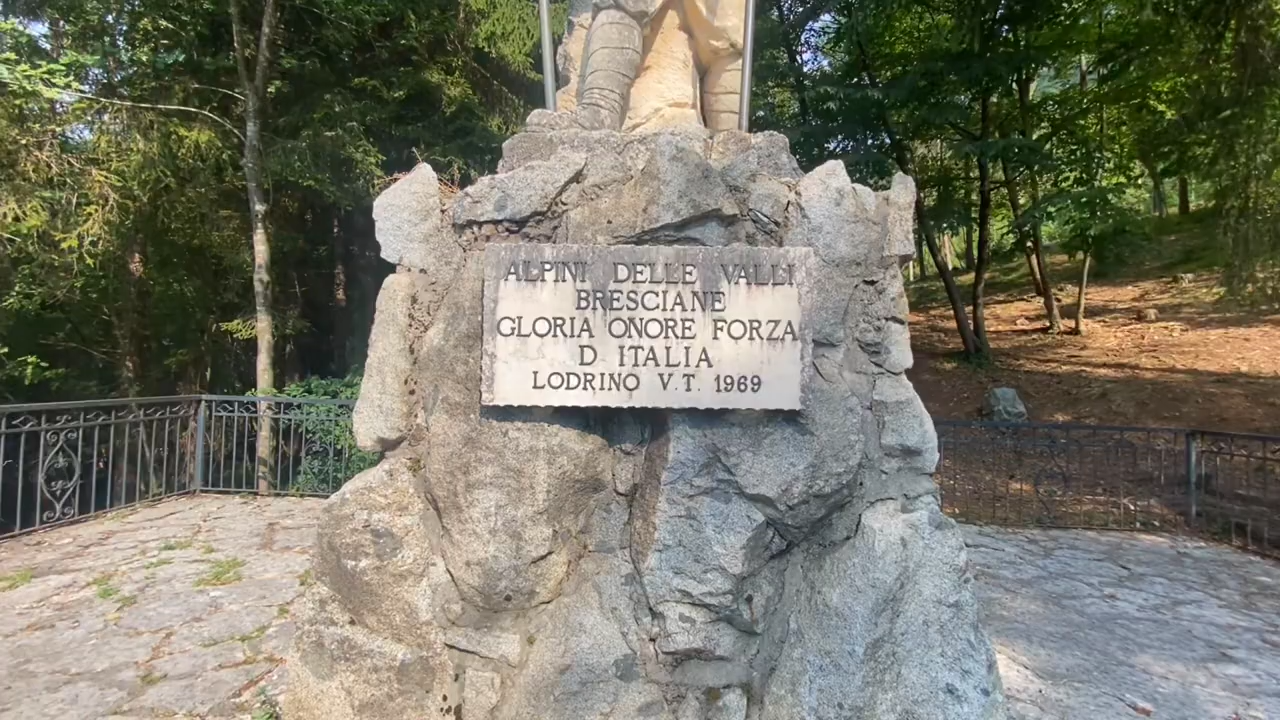 ALPINI DELLE VALLI
BRESCIANE
GLORIA ONORE FORZA
D ITALIA
LODRINO V.T. 1969